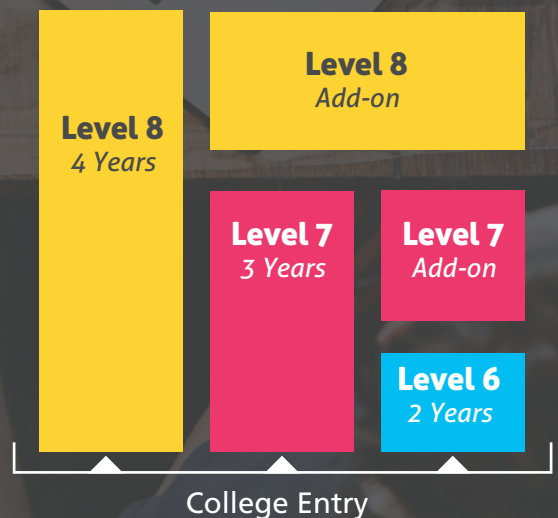 Level 8
4 Years
Level 8
Add-on
Level 7
3 Years
Level 7
Add-on
Level 6
2 Years
College Entry